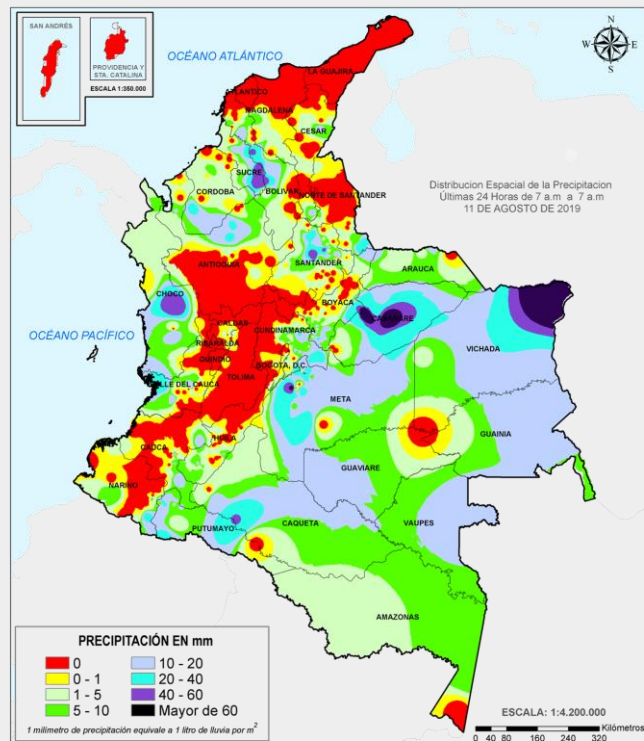 SAN ANDRÉS
PROVIDENCIA Y
STA. CATALINA
ESCALA 1:350.000
OCÉANO ATLÁNTICO
N
W E
S
LA GUAJIRA
ATLANTICO
MAGDALENA
CESAR
SUCRE
CORDOBA
BOLIVAR
NORTE DE SANTANDER
Distribucion Espacial de la Precipitacion
Últimas 24 Horas de 7 a.m a 7 a.m
11 DE AGOSTO DE 2019
ANTIOQUIA
SANTANDER
ARAUCA
CHOCO
BOYACA
CASANARE
OCÉANO PACÍFICO
CALDAS
CUNDINAMARCA
RISARALDA
VICHADA
QUINDIO
BOGOTA, D.C.
TOLIMA
VALLE DEL CAUCA
META
GUAINIA
HUILA
CAUCA
GUAVIARE
NARIÑO
PUTUMAYO
CAQUETA
VAUPES
AMAZONAS
PRECIPITACIÓN EN mm
0 10 - 20
0 - 1 20 - 40
1 - 5 40 - 60
5 - 10 Mayor de 60
1 milimetro de precipitación equivale a 1 litro de lluvia por m²
ESCALA: 1:4.200.000
Kilómetros
0 40 80 160 240 320